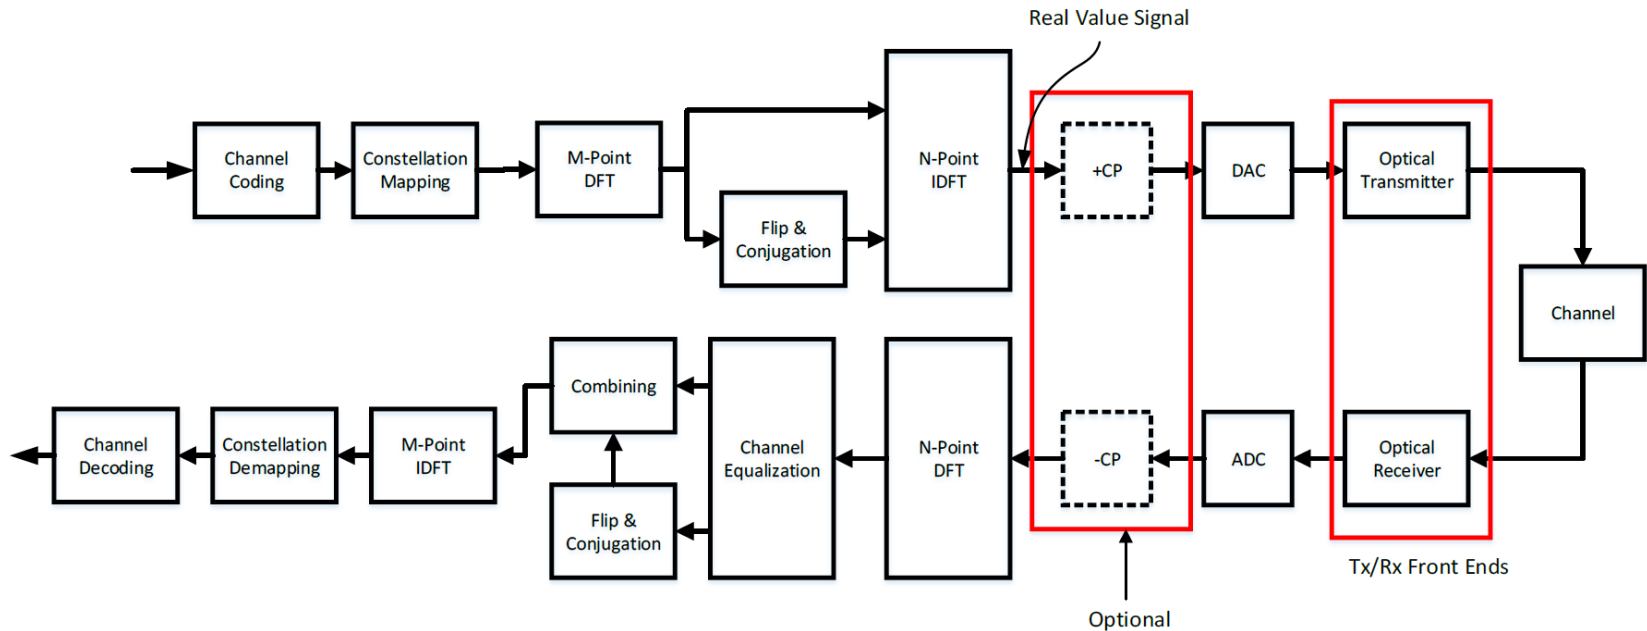 Real Value Signal
Channel
Coding
Constellation
Mapping
M-Point
DFT
Flip &
Conjugation
N-Point
IDFT
+CP
DAC
Optical
Transmitter
Channel
Channel
Decoding
Constellation
Demapping
M-Point
IDFT
Combining
Flip &
Conjugation
Channel
Equalization
N-Point
DFT
-CP
ADC
Optical
Receiver
Tx/Rx Front Ends
Optional